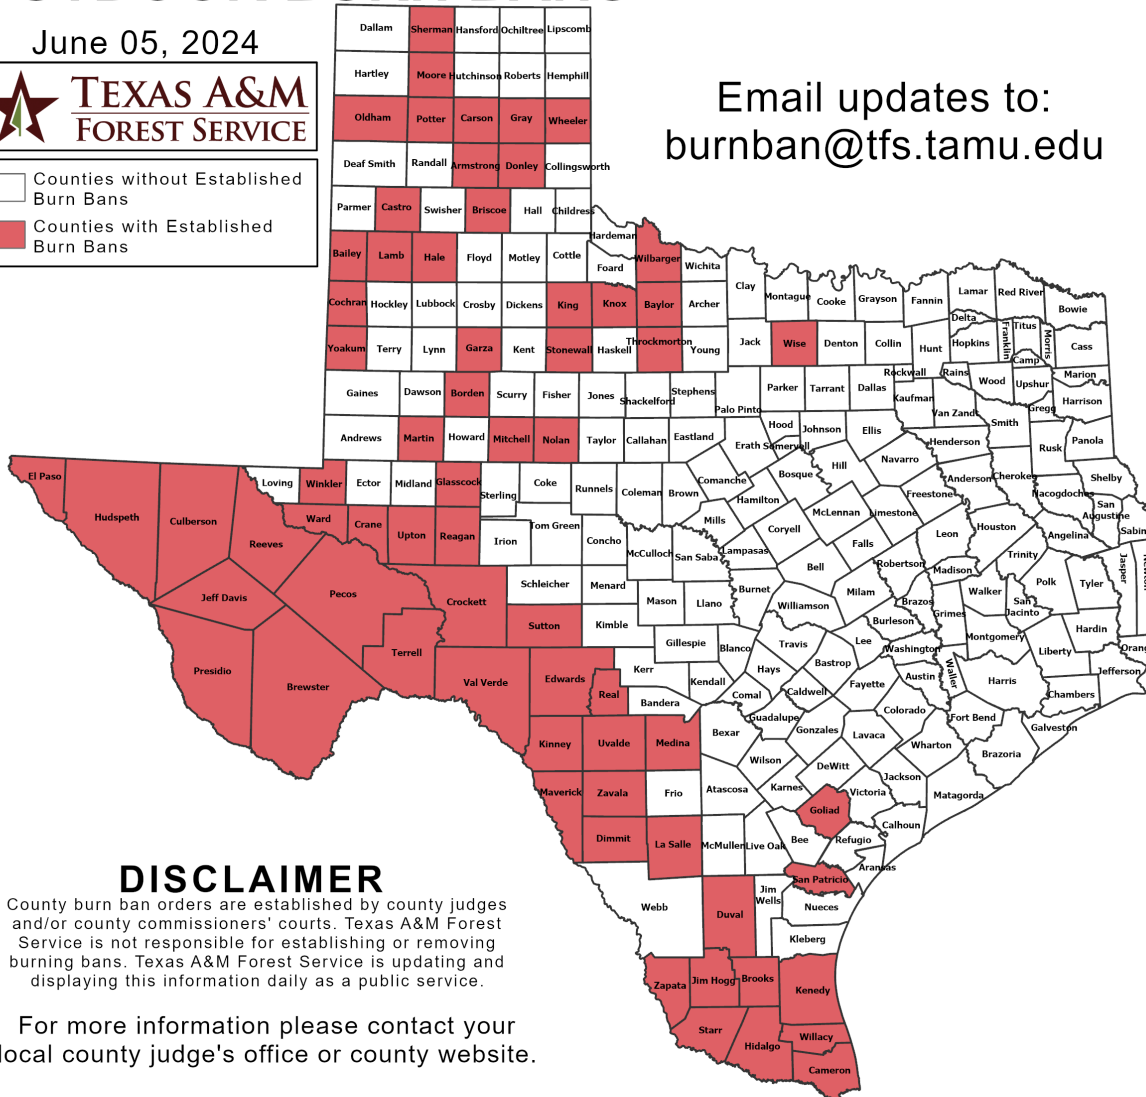 June 05, 2024
TEXAS A&M
FOREST SERVICE
Counties without Established
Burn Bans
Counties with Established
Burn Bans
Email updates to:
burnban@tfs.tamu.edu
Dallam Sherman Hansford Ochiltree Lipscomb
Hartley Moore Hutchinson Roberts Hemphill
Oldham Potter Carson Gray Wheeler
Deaf Smith Randall Armstrong Donley Collingsworth
Parmer Castro Swisher Briscoe Hall Childress
Hardeman
Bailey Lamb Hale Floyd Motley Cottle Foard Wilbarger Wichita
Clay Montague Cooke Grayson Fannin Lamar Red River Bowie
Cochran Hockley Lubbock Crosby Dickens King Knox Baylor Archer
Delta Franklin Titus Morris Cass
Yoakum Terry Lynn Garza Kent Stonewall Haskell Throckmorton Young Jack Wise Denton Collin Hunt Hopkins Camp
Rockwall Rains Wood Upshur Marion
Gaines Dawson Borden Scurry Fisher Jones Shackelford Stephens Palo Pinto Parker Tarrant Dallas Kaufman Van Zandt Gregg Harrison
Andrews Martin Howard Mitchell Nolan Taylor Callahan Eastland Erath Hood Somervell Johnson Ellis Henderson Smith Rusk Panola
El Paso Hudspeth Culberson Loving Winkler Ector Midland Glasscock Sterling Coke Runnels Coleman Brown Comanche Hamilton Bosque Hill Navarro Freestone Anderson Cherokee Nacogdoches Shelby
San
Augustine
Sabin
Reeves Ward Crane Upton Reagan Irion Tom Green Concho McCulloch San Saba Mills Lampasas Coryell McLennan Limestone Falls Leon Houston Angelina Trinity
Jeff Davis Pecos Crockett Schleicher Menard Mason Llano Burnet Bell Milam Robertson Madison Walker Polk Tyler Jasper
Newton
San
Jacinto
Presidio Brewster Terrell Sutton Kimble Gillespie Blanco Williamson Travis Lee Burleson Brazos Grimes Washington Montgomery Liberty Hardin Orang
Val Verde Edwards Real Kerr Kendall Bandera Comal Hays Caldwell Bastrop Fayette Austin Waller Harris Chambers Jefferson
Kinney Uvalde Medina Bexar Guadalupe Gonzales Lavaca Colorado Wharton Fort Bend Brazoria Galveston
Maverick Zavala Frio Atascosa Wilson Karnes DeWitt Victoria Jackson Matagorda
Dimmit La Salle McMullen Live Oak Bee Goliad Refugio Calhoun Aransas
San Patricio
Webb Duval
Jim
Wells
Nueces
Kleberg
Zapata Jim Hogg Brooks Kenedy
Starr Hidalgo Willacy
Cameron
DISCLAIMER
County burn ban orders are established by county judges
and/or county commissioners' courts. Texas A&M Forest
Service is not responsible for establishing or removing
burning bans. Texas A&M Forest Service is updating and
displaying this information daily as a public service.
For more information please contact your
local county judge's office or county website.